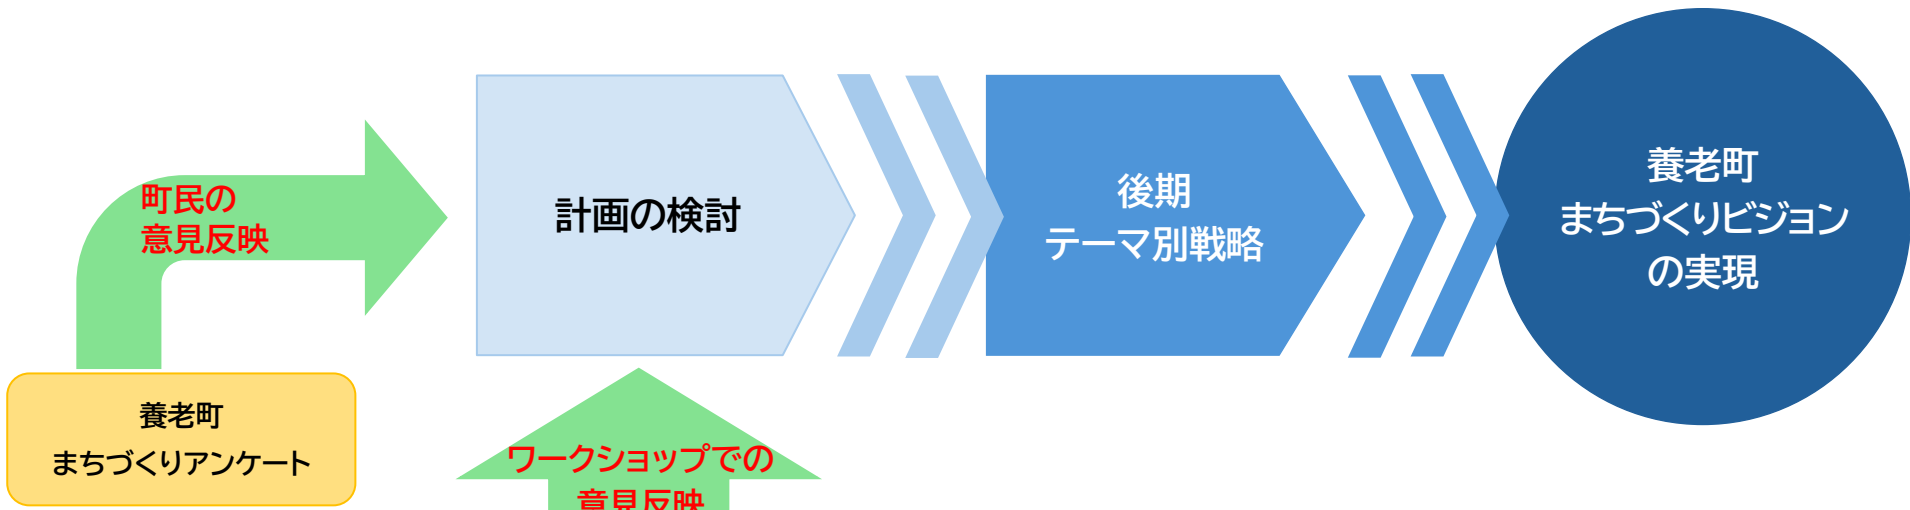 町民の
意見反映
計画の検討
後期
テーマ別戦略
養老町
まちづくりビジョン
の実現
養老町
まちづくりアンケート
ワークショップでの
意見反映